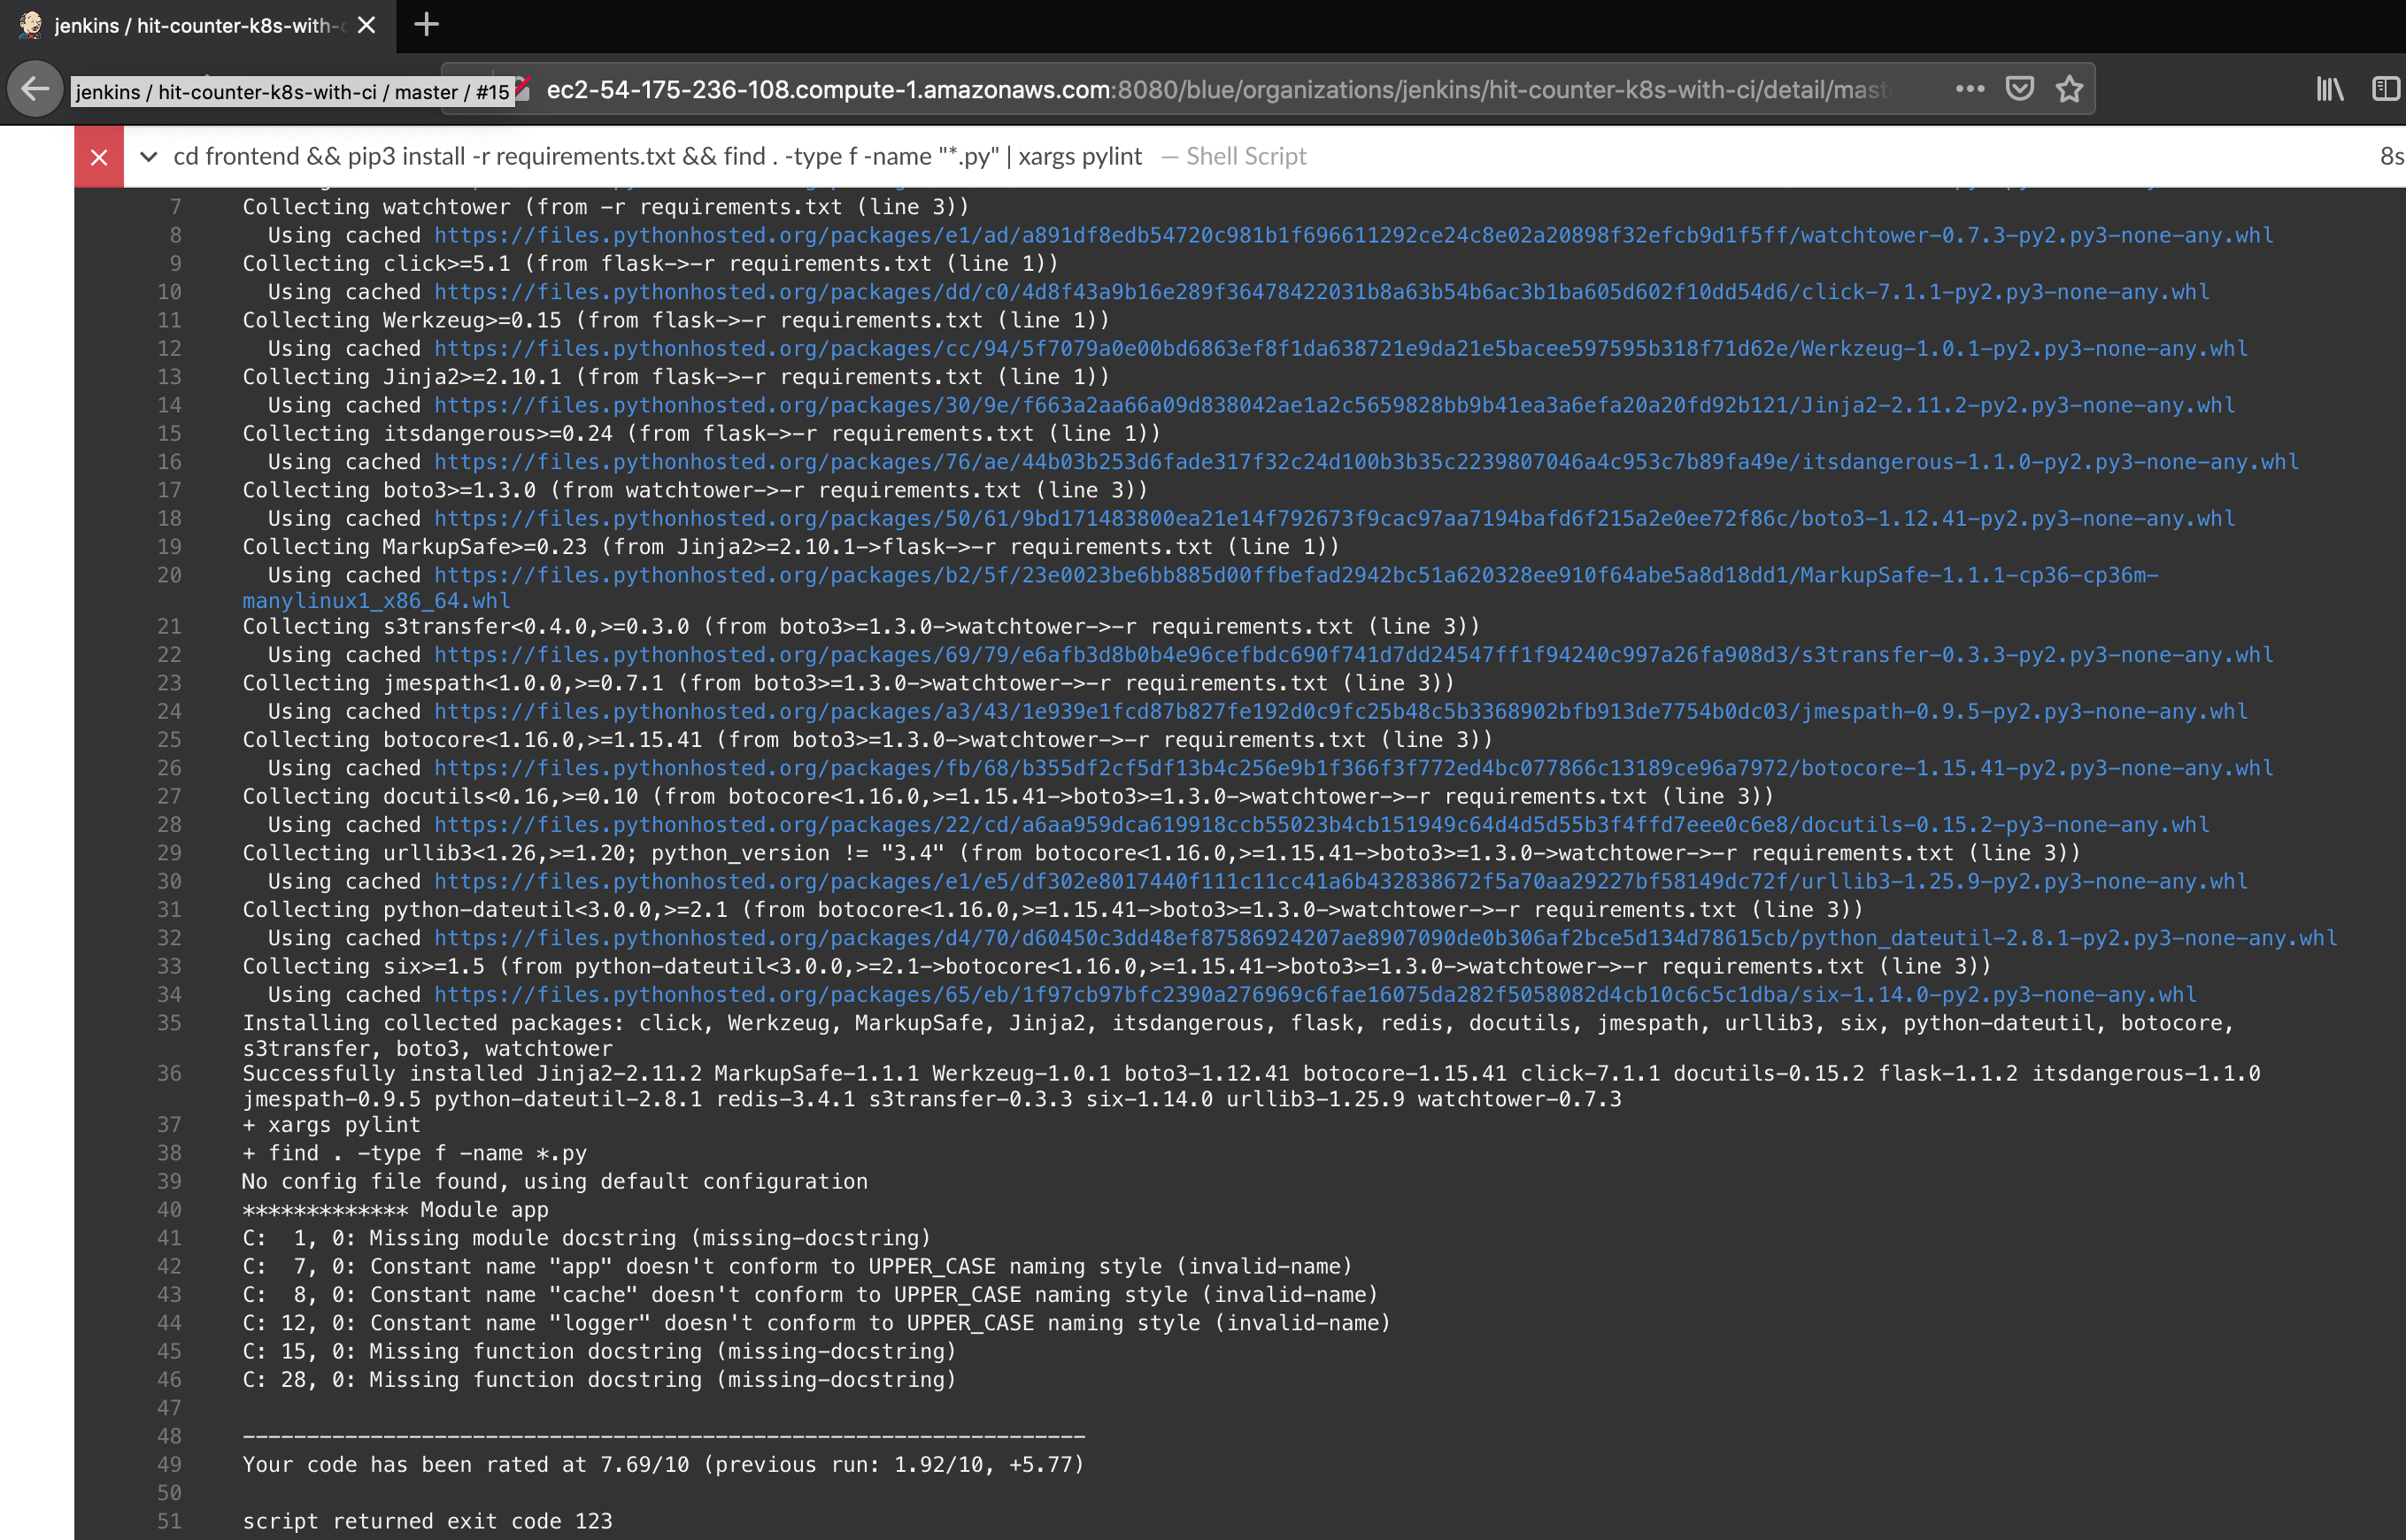 jenkins / hit-counter-k8s-with-c
jenkins / hit-counter-k8s-with-ci / master / #15
ec2-54-175-236-108.compute-1.amazonaws.com:8080/blue/organizations/jenkins/hit-counter-k8s-with-ci/detail/mast
cd frontend && pip3 install -r requirements.txt && find . -type f -name "*.py" | xargs pylint — Shell Script 8s
7 Collecting watchtower (from -r requirements.txt (line 3))
8 Using cached https://files.pythonhosted.org/packages/e1/ad/a891df8edb54720c981b1f696611292ce24c8e02a20898f32efcb9d1f5ff/watchtower-0.7.3-py2.py3-none-any.whl
9 Collecting click>=5.1 (from flask->-r requirements.txt (line 1))
10 Using cached https://files.pythonhosted.org/packages/dd/c0/4d8f43a9b16e289f36478422031b8a63b54b6ac3b1ba605d602f10dd54d6/click-7.1.1-py2.py3-none-any.whl
11 Collecting Werkzeug>=0.15 (from flask->-r requirements.txt (line 1))
12 Using cached https://files.pythonhosted.org/packages/cc/94/5f7079a0e00bd6863ef8f1da638721e9da21e5bacee597595b318f71d62e/Werkzeug-1.0.1-py2.py3-none-any.whl
13 Collecting Jinja2>=2.10.1 (from flask->-r requirements.txt (line 1))
14 Using cached https://files.pythonhosted.org/packages/30/9e/f663a2aa66a09d838042ae1a2c5659828bb9b41ea3a6efa20a20fd92b121/Jinja2-2.11.2-py2.py3-none-any.whl
15 Collecting itsdangerous>=0.24 (from flask->-r requirements.txt (line 1))
16 Using cached https://files.pythonhosted.org/packages/76/ae/44b03b253d6fade317f32c24d100b3b35c2239807046a4c953c7b89fa49e/itsdangerous-1.1.0-py2.py3-none-any.whl
17 Collecting boto3>=1.3.0 (from watchtower->-r requirements.txt (line 3))
18 Using cached https://files.pythonhosted.org/packages/50/61/9bd171483800ea21e14f792673f9cac97aa7194bafd6f215a2e0ee72f86c/boto3-1.12.41-py2.py3-none-any.whl
19 Collecting MarkupSafe>=0.23 (from Jinja2>=2.10.1->flask->-r requirements.txt (line 1))
20 Using cached https://files.pythonhosted.org/packages/b2/5f/23e0023be6bb885d00ffbefad2942bc51a620328ee910f64abe5a8d18dd1/MarkupSafe-1.1.1-cp36-cp36m-
manylinux1_x86_64.whl
21 Collecting s3transfer<0.4.0,>=0.3.0 (from boto3>=1.3.0->watchtower->-r requirements.txt (line 3))
22 Using cached https://files.pythonhosted.org/packages/69/79/e6afb3d8b0b4e96cefbdc690f741d7dd24547ff1f94240c997a26fa908d3/s3transfer-0.3.3-py2.py3-none-any.whl
23 Collecting jmespath<1.0.0,>=0.7.1 (from boto3>=1.3.0->watchtower->-r requirements.txt (line 3))
24 Using cached https://files.pythonhosted.org/packages/a3/43/1e939e1fcd87b827fe192d0c9fc25b48c5b3368902bfb913de7754b0dc03/jmespath-0.9.5-py2.py3-none-any.whl
25 Collecting botocore<1.16.0,>=1.15.41 (from boto3>=1.3.0->watchtower->-r requirements.txt (line 3))
26 Using cached https://files.pythonhosted.org/packages/fb/68/b355df2cf5df13b4c256e9b1f366f3f772ed4bc077866c13189ce96a7972/botocore-1.15.41-py2.py3-none-any.whl
27 Collecting docutils<0.16,>=0.10 (from botocore<1.16.0,>=1.15.41->boto3>=1.3.0->watchtower->-r requirements.txt (line 3))
28 Using cached https://files.pythonhosted.org/packages/22/cd/a6aa959dca619918ccb55023b4cb151949c64d4d5d55b3f4ffd7eee0c6e8/docutils-0.15.2-py3-none-any.whl
29 Collecting urllib3<1.26,>=1.20; python_version != "3.4" (from botocore<1.16.0,>=1.15.41->boto3>=1.3.0->watchtower->-r requirements.txt (line 3))
30 Using cached https://files.pythonhosted.org/packages/e1/e5/df302e8017440f111c11cc41a6b432838672f5a70aa29227bf58149dc72f/urllib3-1.25.9-py2.py3-none-any.whl
31 Collecting python-dateutil<3.0.0,>=2.1 (from botocore<1.16.0,>=1.15.41->boto3>=1.3.0->watchtower->-r requirements.txt (line 3))
32 Using cached https://files.pythonhosted.org/packages/d4/70/d60450c3dd48ef87586924207ae8907090de0b306af2bce5d134d78615cb/python_dateutil-2.8.1-py2.py3-none-any.whl
33 Collecting six>=1.5 (from python-dateutil<3.0.0,>=2.1->botocore<1.16.0,>=1.15.41->boto3>=1.3.0->watchtower->-r requirements.txt (line 3))
34 Using cached https://files.pythonhosted.org/packages/65/eb/1f97cb97bfc2390a276969c6fae16075da282f5058082d4cb10c6c5c1dba/six-1.14.0-py2.py3-none-any.whl
35 Installing collected packages: click, Werkzeug, MarkupSafe, Jinja2, itsdangerous, flask, redis, docutils, jmespath, urllib3, six, python-dateutil, botocore,
s3transfer, boto3, watchtower
36 Successfully installed Jinja2-2.11.2 MarkupSafe-1.1.1 Werkzeug-1.0.1 boto3-1.12.41 botocore-1.15.41 click-7.1.1 docutils-0.15.2 flask-1.1.2 itsdangerous-1.1.0
jmespath-0.9.5 python-dateutil-2.8.1 redis-3.4.1 s3transfer-0.3.3 six-1.14.0 urllib3-1.25.9 watchtower-0.7.3
37 + xargs pylint
38 + find . -type f -name *.py
39 No config file found, using default configuration
40 ************* Module app
41 C: 1, 0: Missing module docstring (missing-docstring)
42 C: 7, 0: Constant name "app" doesn't conform to UPPER_CASE naming style (invalid-name)
43 C: 8, 0: Constant name "cache" doesn't conform to UPPER_CASE naming style (invalid-name)
44 C: 12, 0: Constant name "logger" doesn't conform to UPPER_CASE naming style (invalid-name)
45 C: 15, 0: Missing function docstring (missing-docstring)
46 C: 28, 0: Missing function docstring (missing-docstring)
47
48 ------------------------------------------------------------------
49 Your code has been rated at 7.69/10 (previous run: 1.92/10, +5.77)
50
51 script returned exit code 123